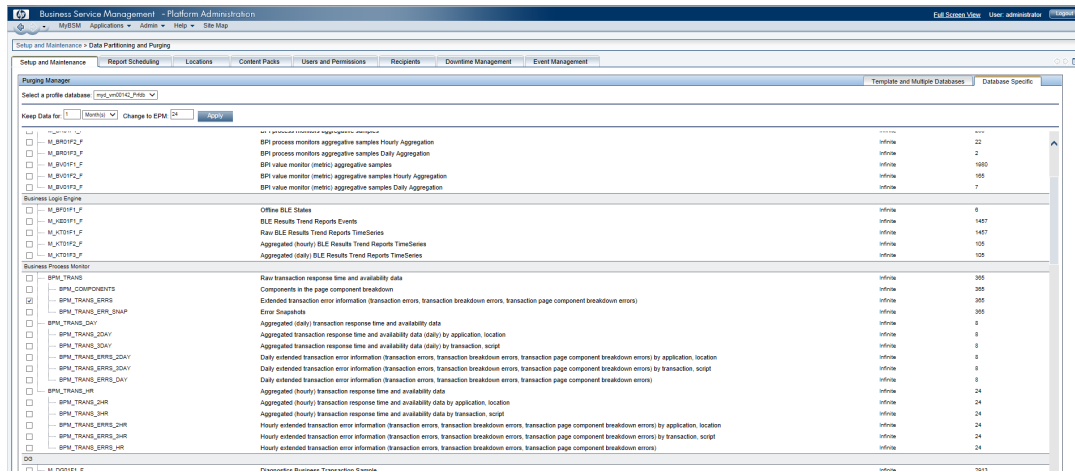 Business Service Management - Platform Administration
Full Screen View User: administrator Logout
MyBSM Applications Admin Help Site Map
Setup and Maintenance > Data Partitioning and Purging
Setup and Maintenance Report Scheduling Locations Content Packs Users and Permissions Recipients Downtime Management Event Management
Purging Manager Template and Multiple Databases Database Specific
Select a profile database: myd_vm00142_Prfdb
Keep Data for: 1 Month(s) Change to EPM: 24 Apply
BPI process monitors aggregative samples
M_BR01F2_F BPI process monitors aggregative samples Hourly Aggregation Infinite 22
M_BR01F3_F BPI process monitors aggregative samples Daily Aggregation Infinite 2
M_BV01F1_F BPI value monitor (metric) aggregative samples Infinite 1980
M_BV01F2_F BPI value monitor (metric) aggregative samples Hourly Aggregation Infinite 165
M_BV01F3_F BPI value monitor (metric) aggregative samples Daily Aggregation Infinite 7
Business Logic Engine
M_BF01F1_F Offline BLE States Infinite 6
M_KE01F1_F BLE Results Trend Reports Events Infinite 1457
M_KT01F1_F Raw BLE Results Trend Reports TimeSeries Infinite 1457
M_KT01F2_F Aggregated (hourly) BLE Results Trend Reports TimeSeries Infinite 105
M_KT01F3_F Aggregated (daily) BLE Results Trend Reports TimeSeries Infinite 105
Business Process Monitor
BPM_TRANS Raw transaction response time and availability data Infinite 365
BPM_COMPONENTS Components in the page component breakdown Infinite 365
BPM_TRANS_ERRS Extended transaction error information (transaction errors, transaction breakdown errors, transaction page component breakdown errors) Infinite 365
BPM_TRANS_ERR_SNAP Error Snapshots Infinite 365
BPM_TRANS_DAY Aggregated (daily) transaction response time and availability data Infinite 8
BPM_TRANS_2DAY Aggregated transaction response time and availability data (daily) by application, location Infinite 8
BPM_TRANS_3DAY Aggregated transaction response time and availability data (daily) by transaction, script Infinite 8
BPM_TRANS_ERRS_2DAY Daily extended transaction error information (transaction errors, transaction breakdown errors, transaction page component breakdown errors) by application, location Infinite 8
BPM_TRANS_ERRS_3DAY Daily extended transaction error information (transaction errors, transaction breakdown errors, transaction page component breakdown errors) by transaction, script Infinite 8
BPM_TRANS_ERRS_DAY Daily extended transaction error information (transaction errors, transaction breakdown errors, transaction page component breakdown errors) Infinite 8
BPM_TRANS_HR Aggregated (hourly) transaction response time and availability data Infinite 24
BPM_TRANS_2HR Aggregated (hourly) transaction response time and availability data by application, location Infinite 24
BPM_TRANS_3HR Aggregated (hourly) transaction response time and availability data by transaction, script Infinite 24
BPM_TRANS_ERRS_2HR Hourly extended transaction error information (transaction errors, transaction breakdown errors, transaction page component breakdown errors) by application, location Infinite 24
BPM_TRANS_ERRS_3HR Hourly extended transaction error information (transaction errors, transaction breakdown errors, transaction page component breakdown errors) by transaction, script Infinite 24
BPM_TRANS_ERRS_HR Hourly extended transaction error information (transaction errors, transaction breakdown errors, transaction page component breakdown errors) Infinite 24
DG
M_DG01F1_F Diagnostics Business Transaction Sample Infinite 2913